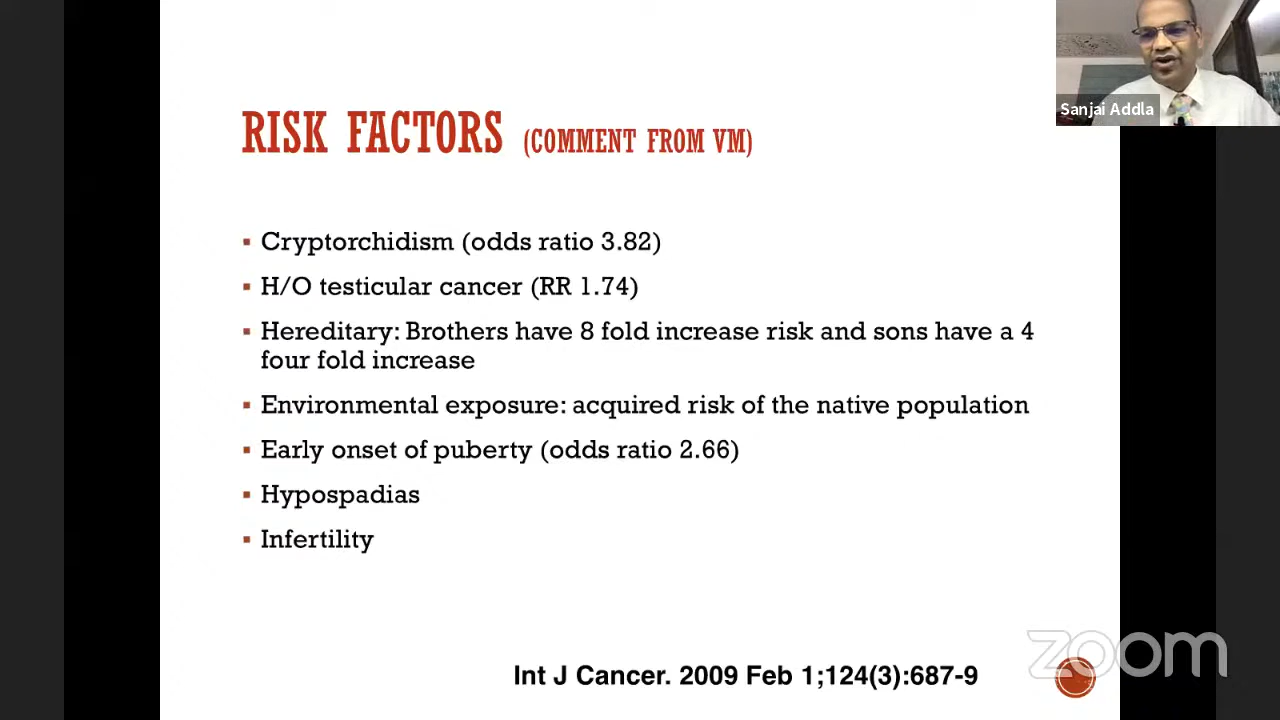 Sanjai Addla
RISK FACTORS (COMMENT FROM VM)
▪ Cryptorchidism (odds ratio 3.82)
▪ H/O testicular cancer (RR 1.74)
▪ Hereditary: Brothers have 8 fold increase risk and sons have a 4
four fold increase
▪ Environmental exposure: acquired risk of the native population
▪ Early onset of puberty (odds ratio 2.66)
▪ Hypospadias
▪ Infertility
Int J Cancer. 2009 Feb 1;124(3):687-9
zoom